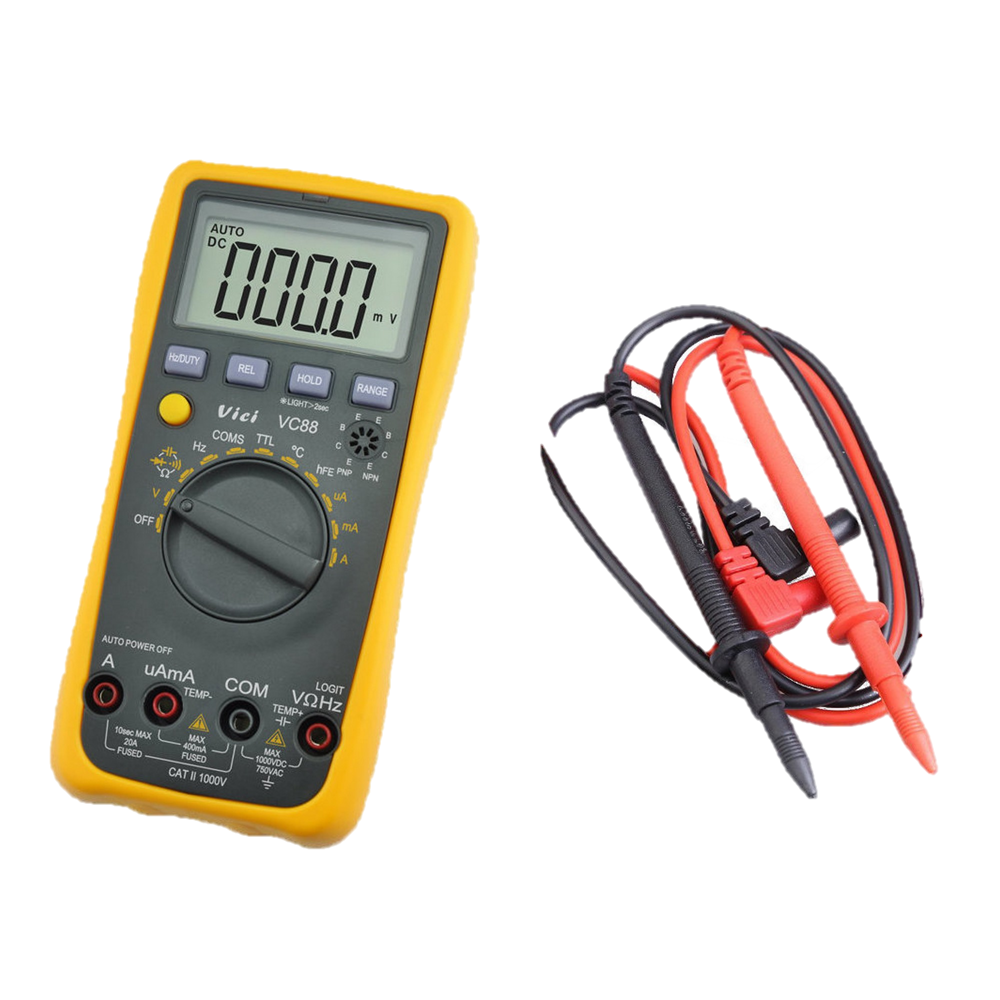 AUTO
DC
000.0 m V
Hz/DUTY REL HOLD RANGE
※LIGHT>2sec
Vici VC88
E E
B B
C C
E E
PNP NPN
Hz COMS TTL °C hFE
Ω
V uA
OFF mA
A
AUTO POWER OFF
A uAmA COM LOGIT
VΩHz
TEMP- TEMP+
10sec MAX
20A
FUSED
MAX
400mA
FUSED
MAX
1000VDC
750VAC
CAT II 1000V